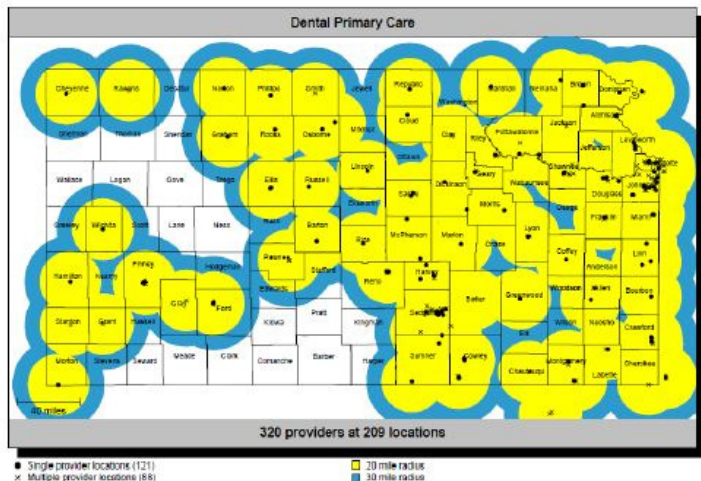 Dental Primary Care
Cheyenne Rawlins Decatur Norton Phillips Smith Jewell Republic Washington Marshall Nemaha Brown Doniphan
Sherman Thomas Sheridan Graham Rooks Osborne Mitchell Cloud Clay Riley Pottawatomie Jackson Atchison
Jefferson Leavenworth
Wallace Logan Gove Trego Ellis Russell Lincoln Ottawa Dickinson Geary Wabaunsee Shawnee Douglas
Greeley Wichita Scott Lane Ness Rush Barton Ellsworth Saline Morris Osage Franklin Miami
Hamilton Kearny Finney Hodgeman Pawnee Stafford Rice McPherson Marion Chase Lyon Coffey Anderson Linn
Gray Ford Edwards Reno Harvey Butler Greenwood Woodson Allen Bourbon
Stanton Grant Haskell Kiowa Pratt Kingman Sedgwick Elk Wilson Neosho Crawford
Morton Stevens Seward Meade Clark Comanche Barber Harper Sumner Cowley Chautauqua Montgomery Labette Cherokee
40 miles
320 providers at 209 locations
Single provider locations (121)
20 mile radius
Multiple provider locations (88)
30 mile radius